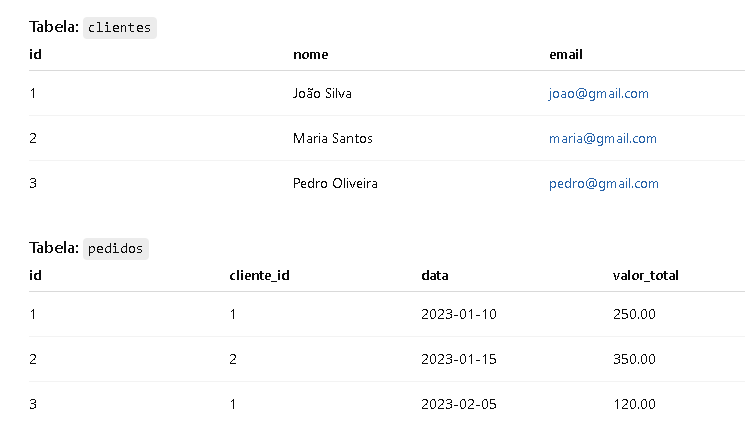 Tabela: clientes
id nome email
1 João Silva joao@gmail.com
2 Maria Santos maria@gmail.com
3 Pedro Oliveira pedro@gmail.com
Tabela: pedidos
id cliente_id data valor_total
1 1 2023-01-10 250.00
2 2 2023-01-15 350.00
3 1 2023-02-05 120.00